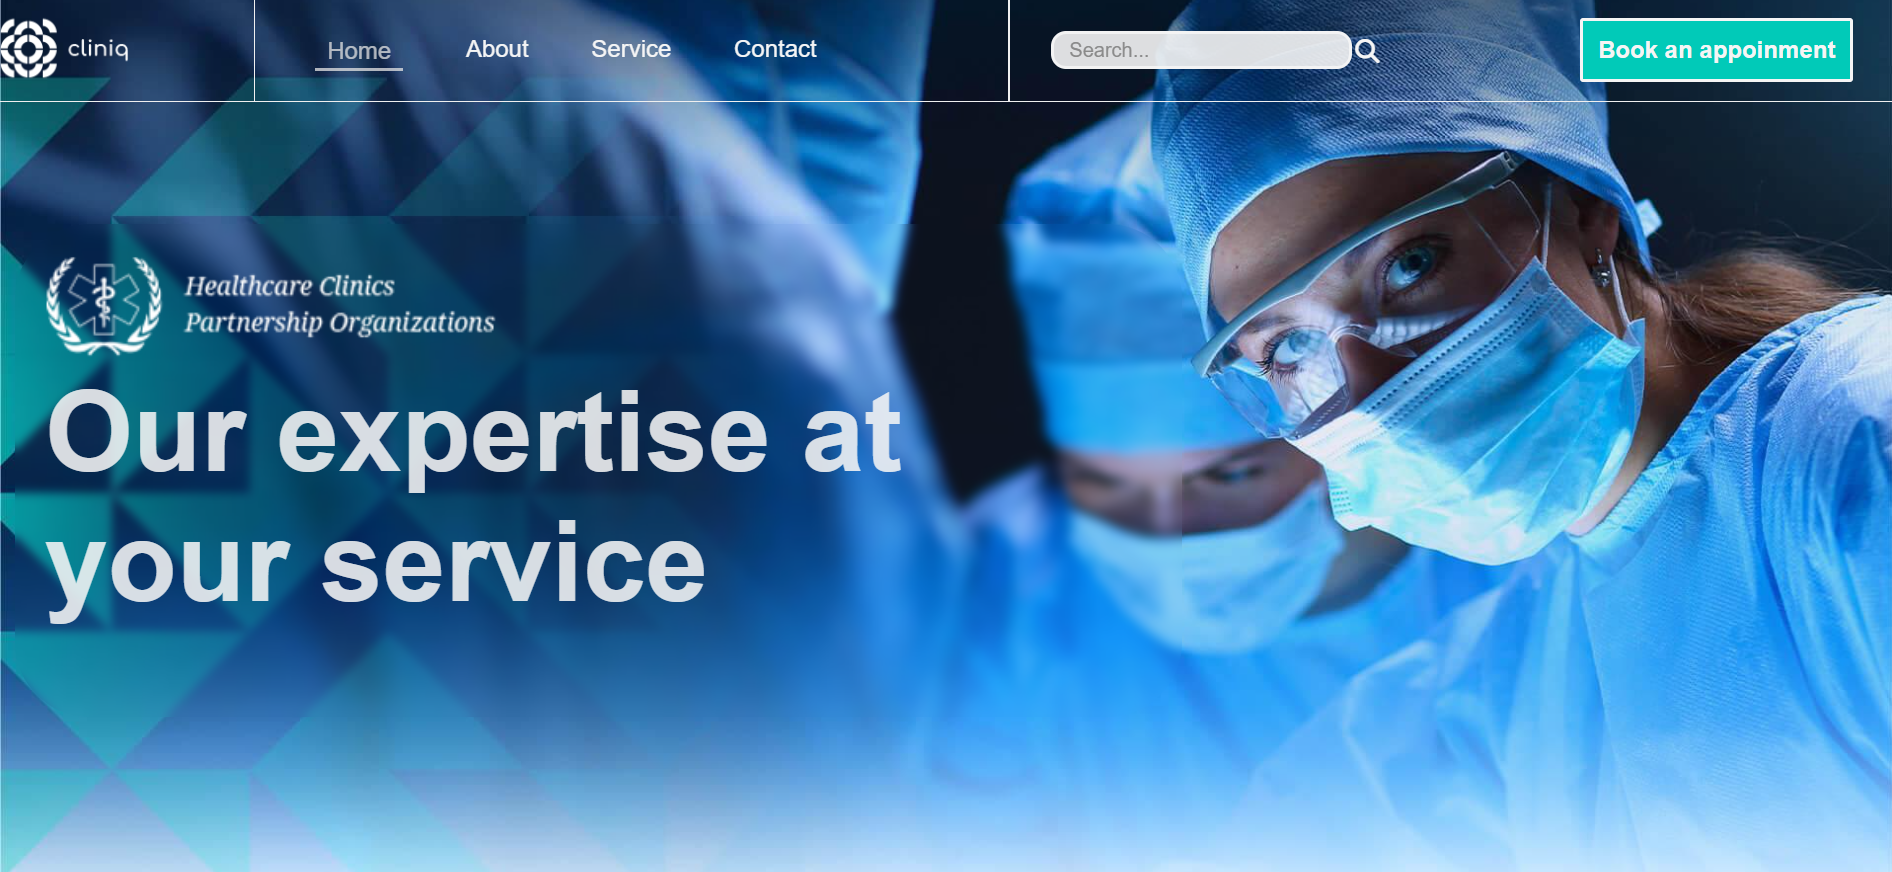 cliniq
Home
About
Service
Contact
Search...
Book an appoinment
Healthcare Clinics
Partnership Organizations
Our expertise at
your service